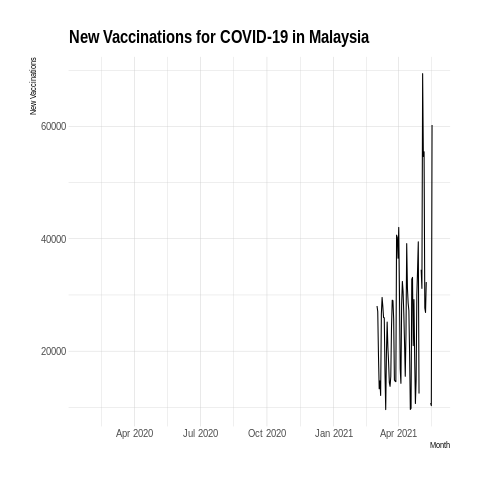 New Vaccinations for COVID-19 in Malaysia
New Vaccinations
60000
40000
20000
Apr 2020 Jul 2020 Oct 2020 Jan 2021 Apr 2021
Month